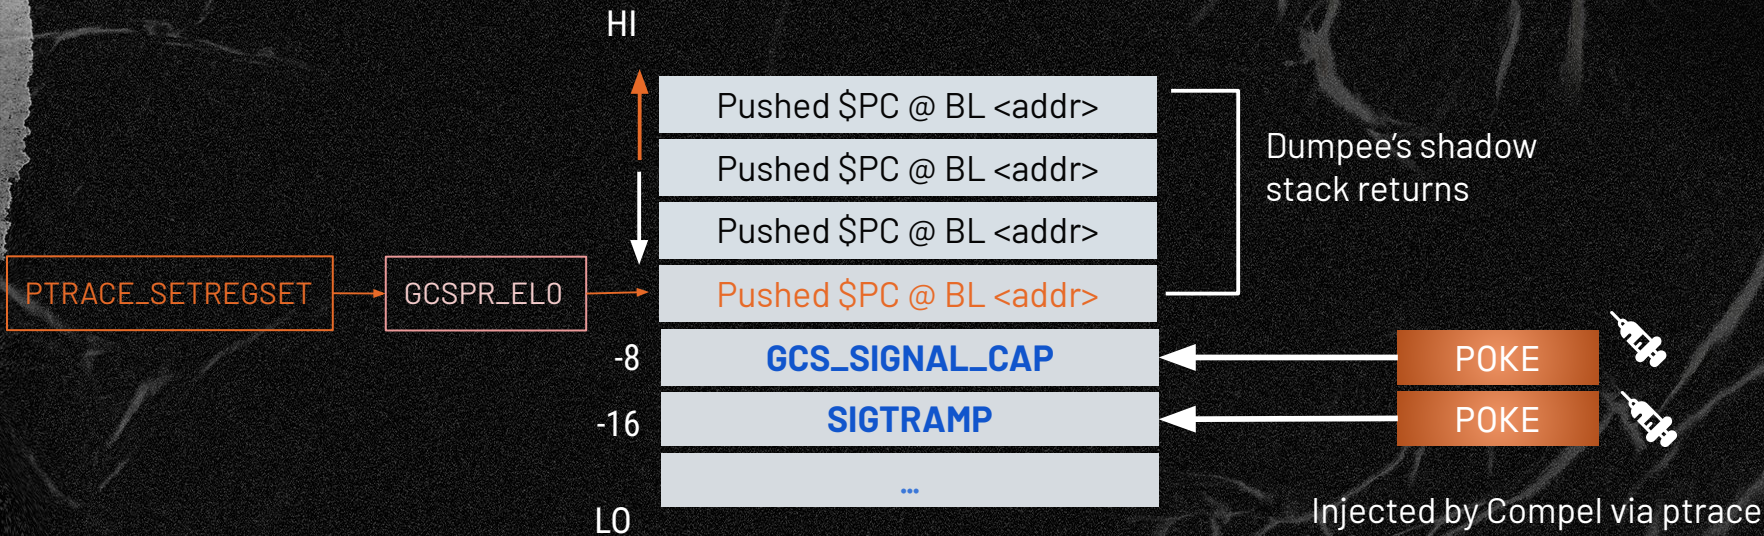 HI
Pushed $PC @ BL <addr>
Pushed $PC @ BL <addr>
Dumpee's shadow
stack returns
Pushed $PC @ BL <addr>
PTRACE_SETREGSET
GCSPR_EL0
Pushed $PC @ BL <addr>
-8
GCS_SIGNAL_CAP
POKE
-16
SIGTRAMP
POKE
...
LO
Injected by Compel via ptrace